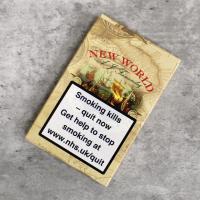 NEW WORLD
Smoking kills
– quit now
Get help to stop
smoking at
www.nhs.uk/quit